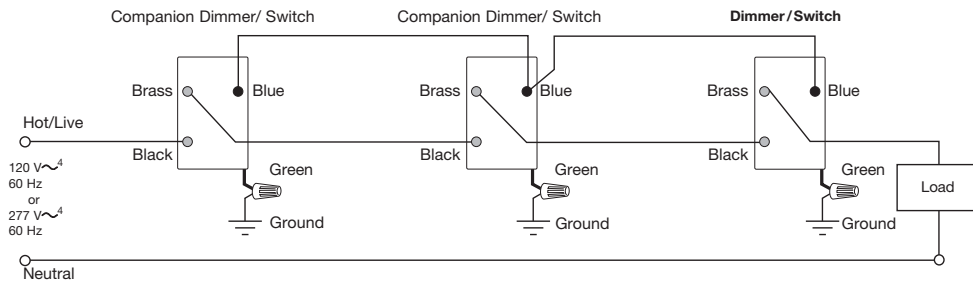 Companion Dimmer/ Switch
Companion Dimmer/ Switch
Dimmer/Switch
Brass
Blue
Brass
Blue
Brass
Blue
Hot/Live
Black
Black
Black
120 V~4
60 Hz
or
277 V~4
60 Hz
Green
Green
Green
Load
Ground
Ground
Ground
Neutral